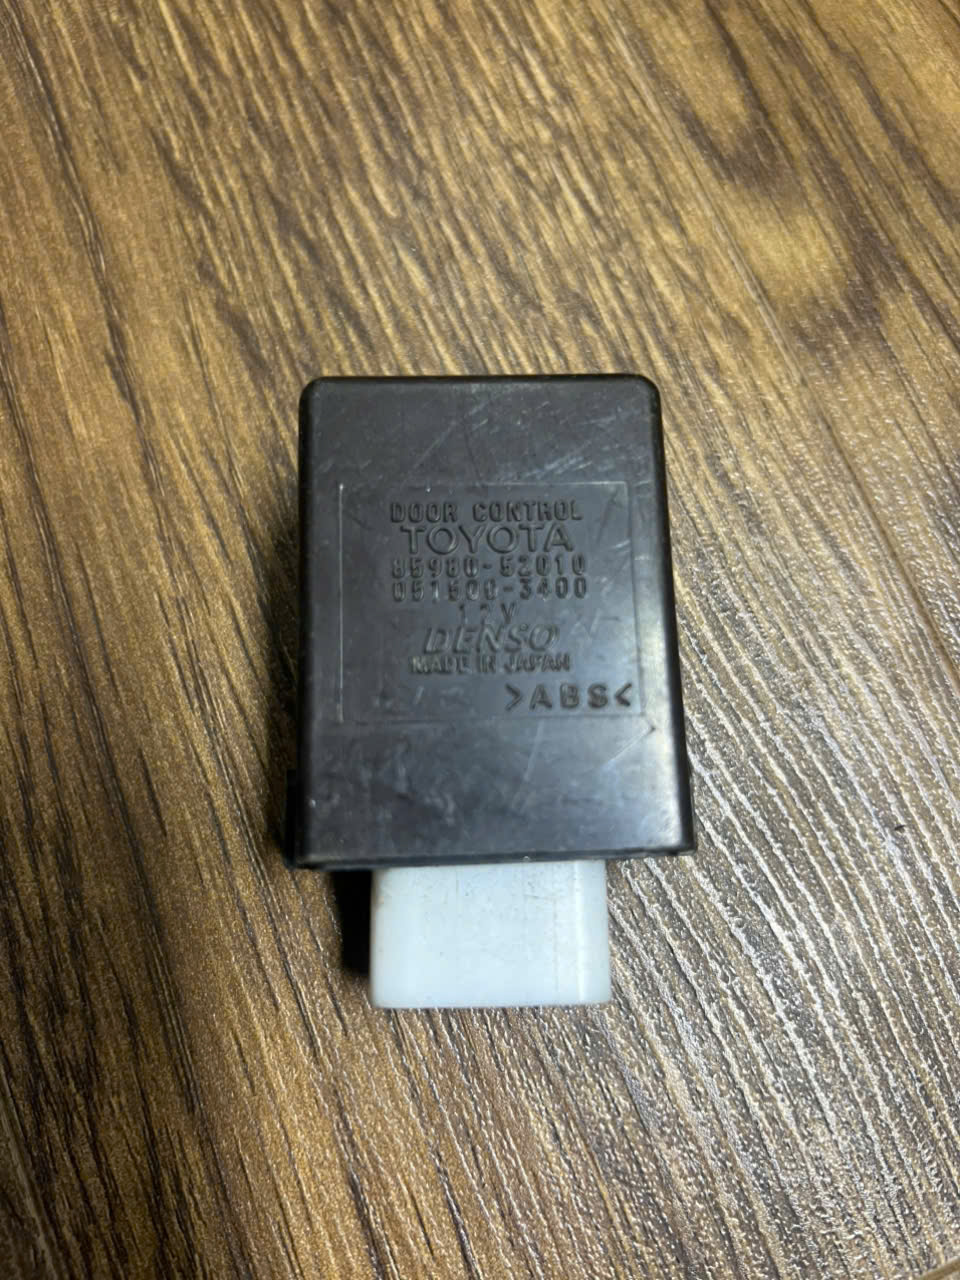 DOOR CONTROL
TOYOTA
85980-52010
051500-3400
12V
DENSO
MADE IN JAPAN
>ABS<